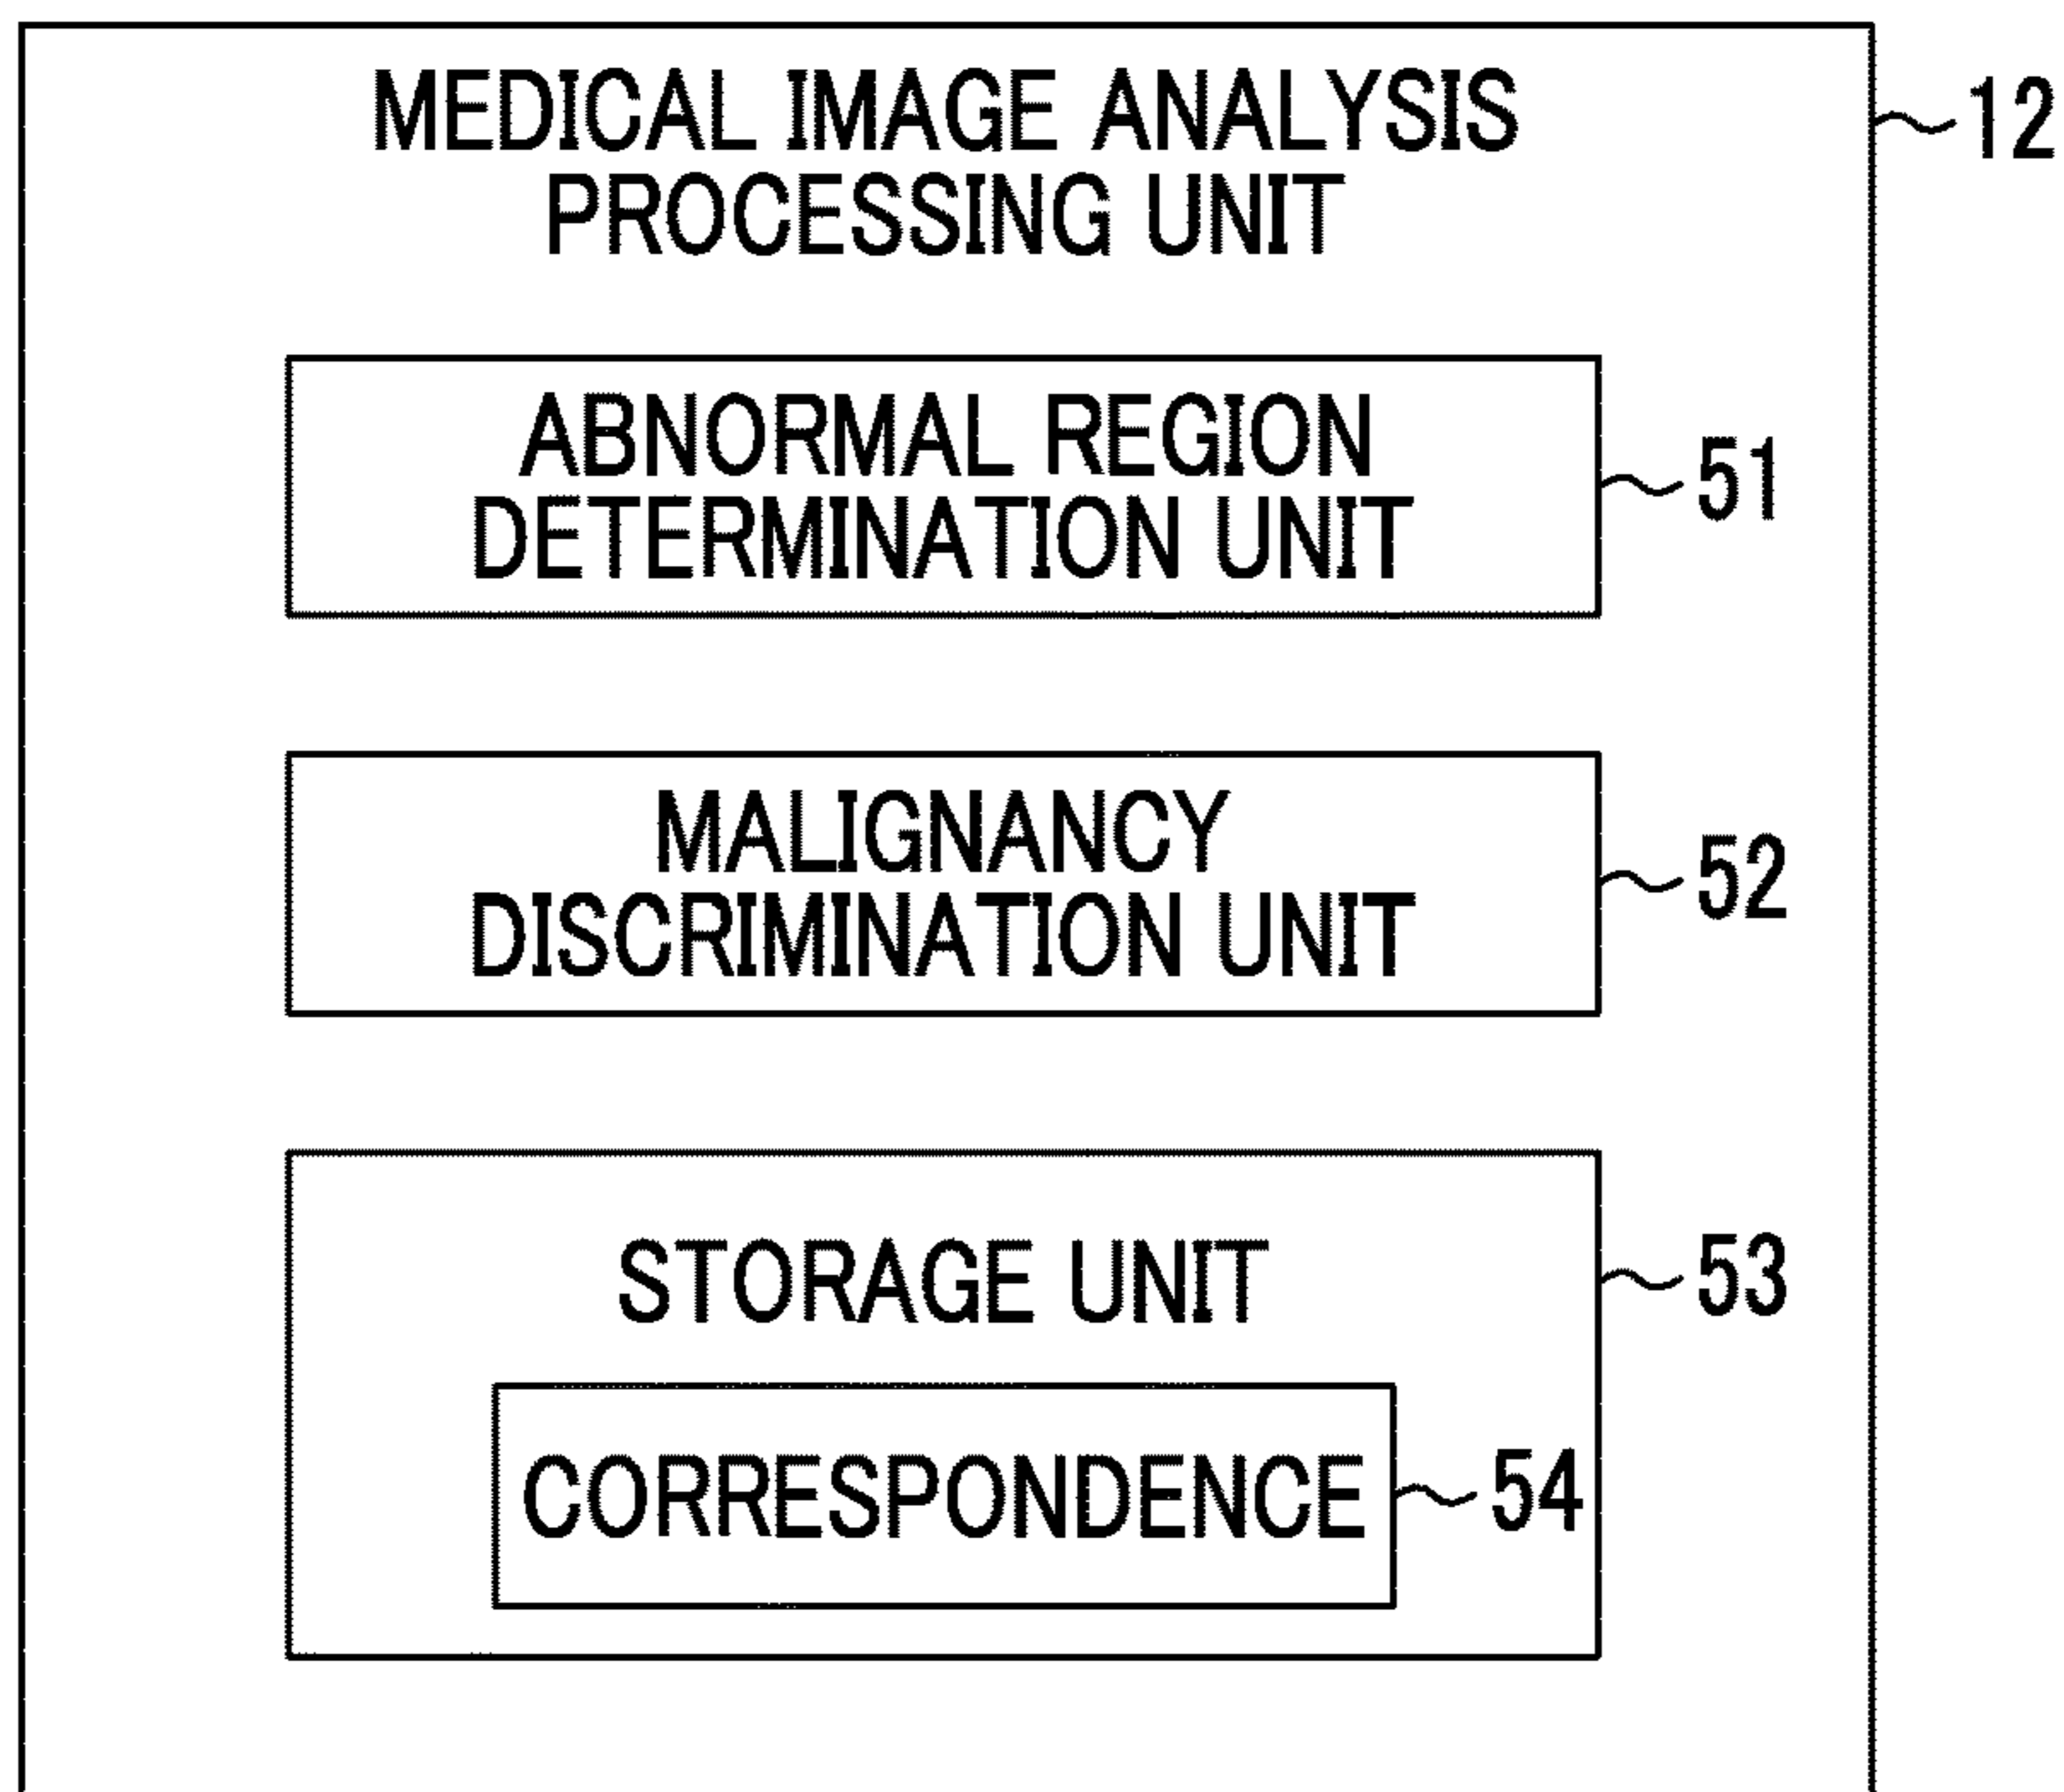 MEDICAL IMAGE ANALYSIS
PROCESSING UNIT
12
ABNORMAL REGION
DETERMINATION UNIT
51
MALIGNANCY
DISCRIMINATION UNIT
52
STORAGE UNIT
53
CORRESPONDENCE
54